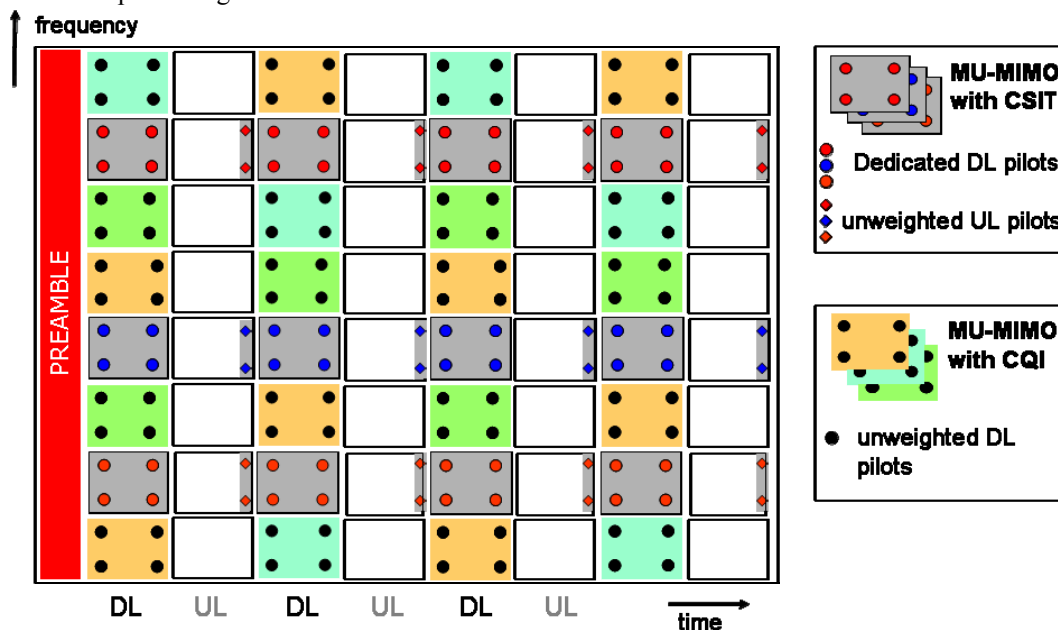 frequency
PREAMBLE
DL
UL
DL
UL
DL
UL
time
MU-MIMO
with CSIT
Dedicated DL pilots
unweighted UL pilots
MU-MIMO
with CQI
unweighted DL
pilots